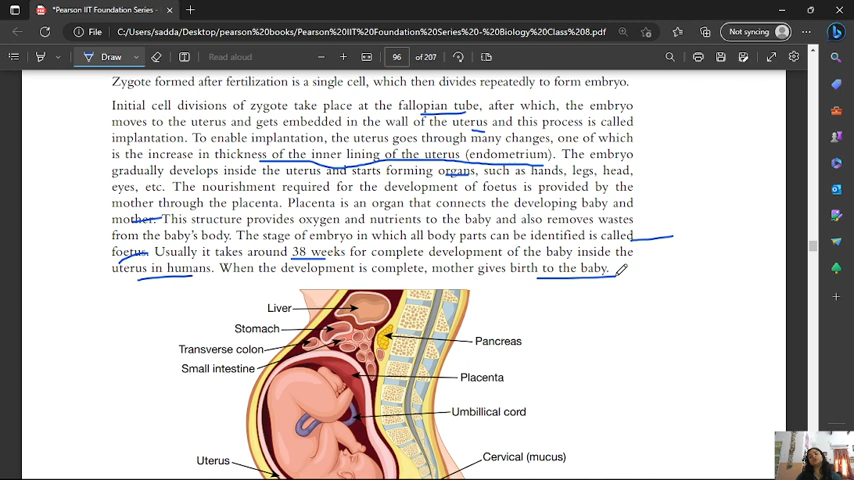 *Pearson IIT Foundation Series -
Not syncing
File
C:/Users/sadda/Desktop/pearson%20books/Pearson%20IIT%20Foundation%20Series%20-%20Biology%20Class%208.pdf
Draw
Read aloud
96 of 207
Zygote formed after fertilization is a single cell, which then divides repeatedly to form embryo.
Initial cell divisions of zygote take place at the fallopian tube, after which, the embryo
moves to the uterus and gets embedded in the wall of the uterus and this process is called
implantation. To enable implantation, the uterus goes through many changes, one of which
is the increase in thickness of the inner lining of the uterus (endometrium). The embryo
gradually develops inside the uterus and starts forming organs, such as hands, legs, head,
eyes, etc. The nourishment required for the development of foetus is provided by the
mother through the placenta. Placenta is an organ that connects the developing baby and
mother. This structure provides oxygen and nutrients to the baby and also removes wastes
from the baby's body. The stage of embryo in which all body parts can be identified is called
foetus. Usually it takes around 38 weeks for complete development of the baby inside the
uterus in humans. When the development is complete, mother gives birth to the baby.
Liver
Stomach
Transverse colon
Small intestine
Pancreas
Placenta
Umbillical cord
Uterus
Cervical (mucus)